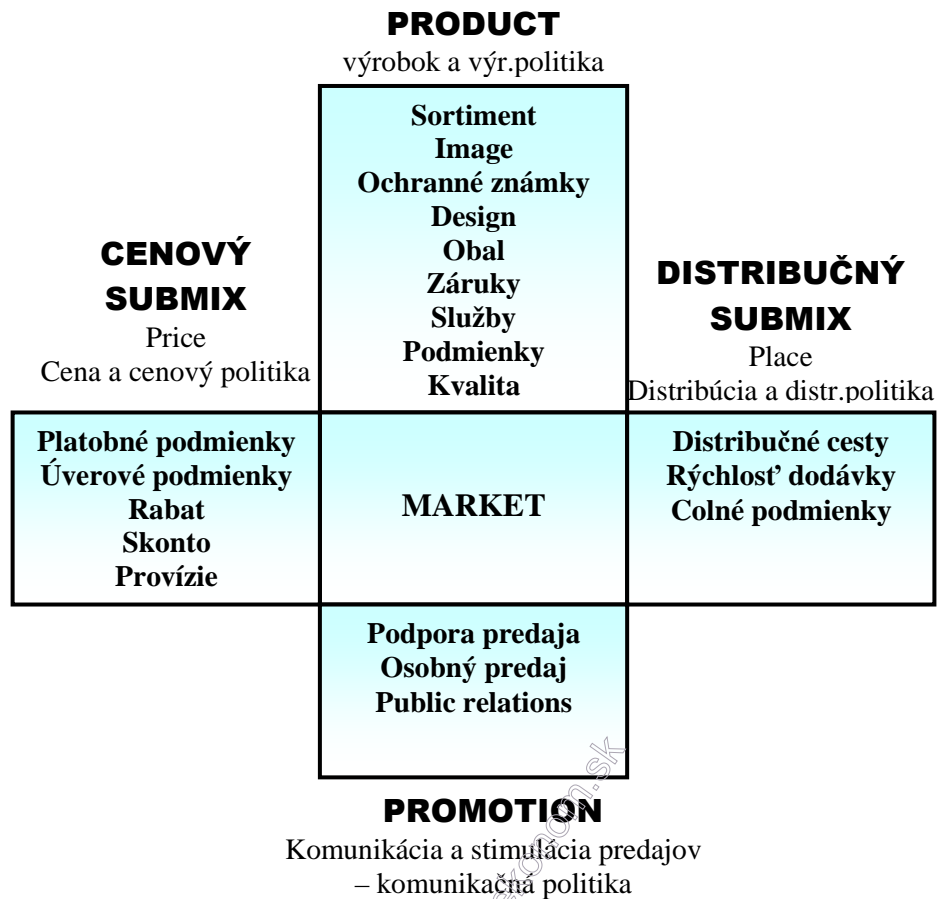 PRODUCT
výrobok a výr.politika
Sortiment
Image
Ochranné známky
Design
Obal
Záruky
Služby
Podmienky
Kvalita
CENOVÝ
SUBMIX
Price
Cena a cenový politika
DISTRIBUČNÝ
SUBMIX
Place
Distribúcia a distr.politika
Platobné podmienky
Úverové podmienky
Rabat
Skonto
Provízie
MARKET
Distribučné cesty
Rýchlosť dodávky
Colné podmienky
Podpora predaja
Osobný predaj
Public relations
PROMOTION
Komunikácia a stimulácia predajov
– komunikačná politika